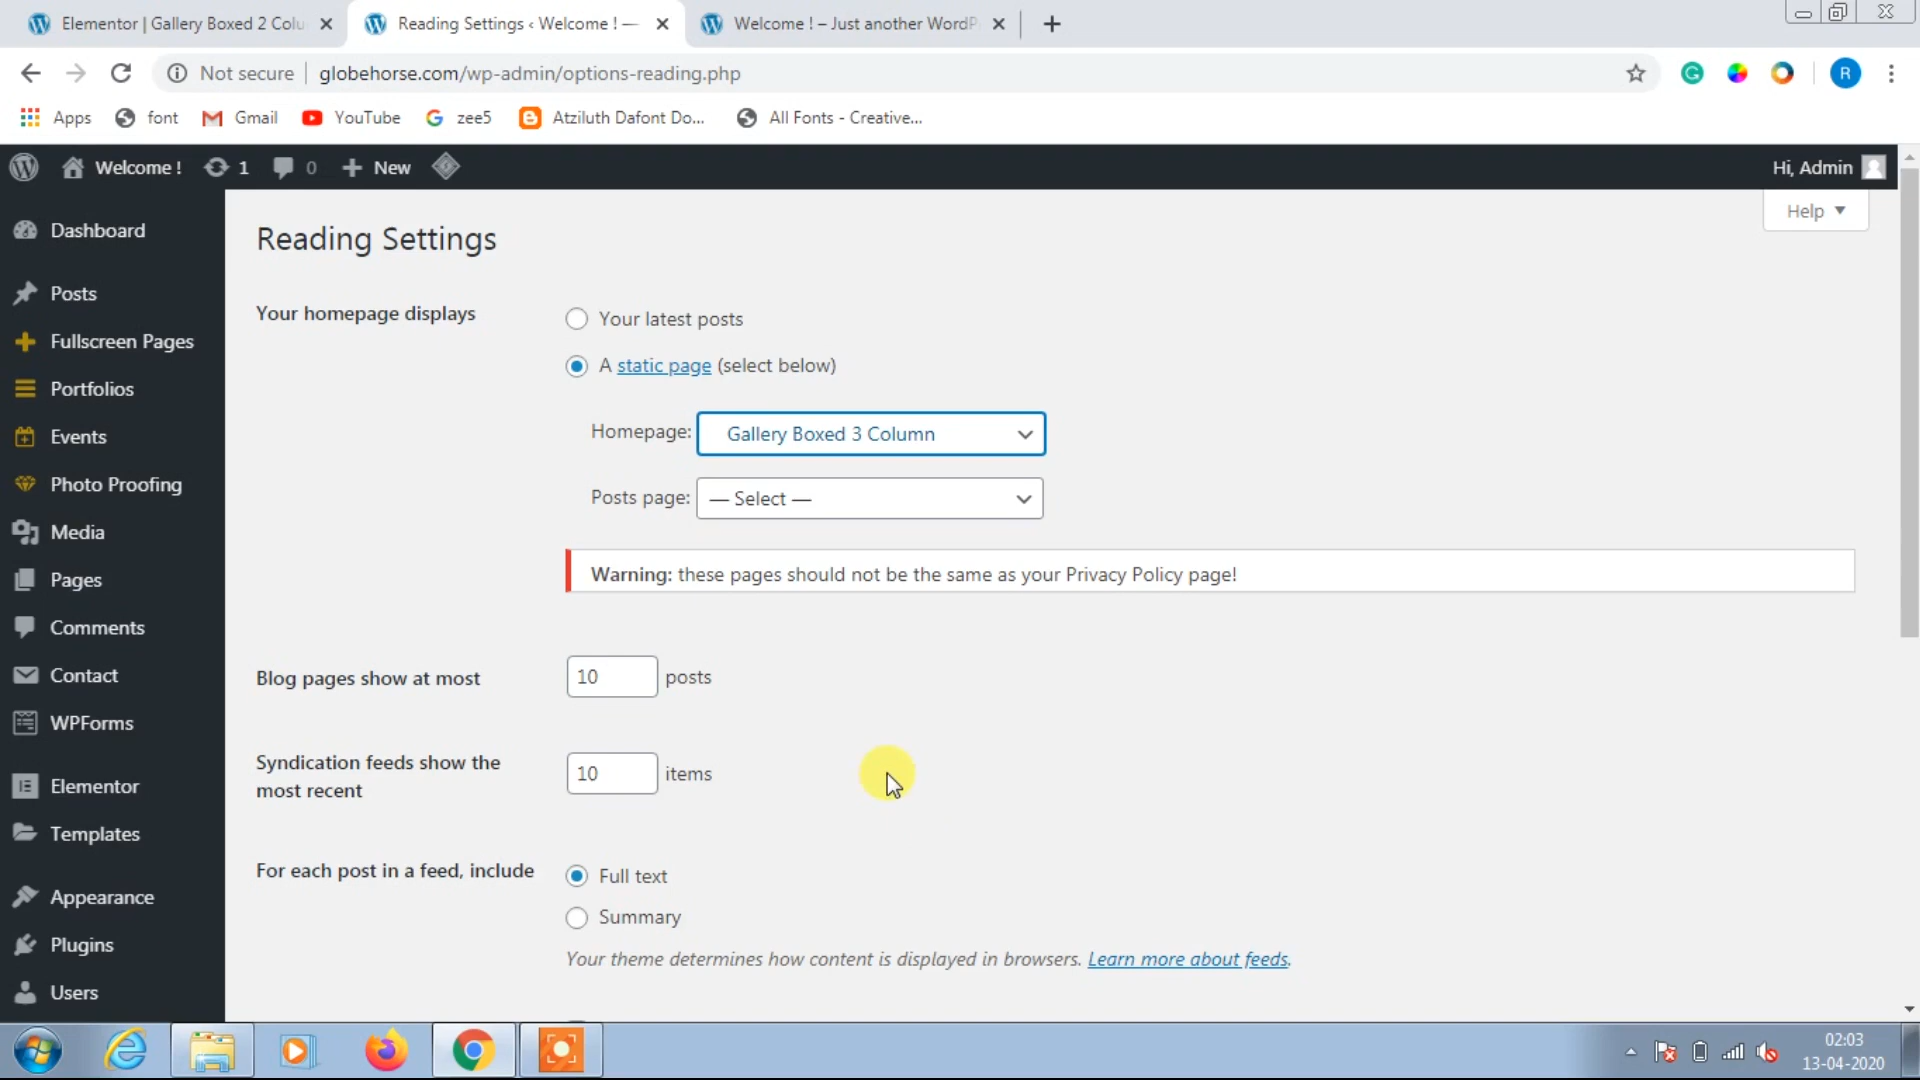 Elementor | Gallery Boxed 2 Colu
Reading Settings ‹ Welcome ! —
Welcome ! – Just another WordP
Not secure
globehorse.com/wp-admin/options-reading.php
R
Apps
font
Gmail
YouTube
zee5
Atziluth Dafont Do...
All Fonts - Creative...
Welcome !
1
0
New
Hi, Admin
Help
Dashboard
Posts
Fullscreen Pages
Portfolios
Events
Photo Proofing
Media
Pages
Comments
Contact
WPForms
Elementor
Templates
Appearance
Plugins
Users
Reading Settings
Your homepage displays
Your latest posts
A static page (select below)
Homepage: Gallery Boxed 3 Column
Posts page: — Select —
Warning: these pages should not be the same as your Privacy Policy page!
Blog pages show at most
10 posts
Syndication feeds show the
most recent
10 items
For each post in a feed, include
Full text
Summary
Your theme determines how content is displayed in browsers. Learn more about feeds.
02:03
13-04-2020